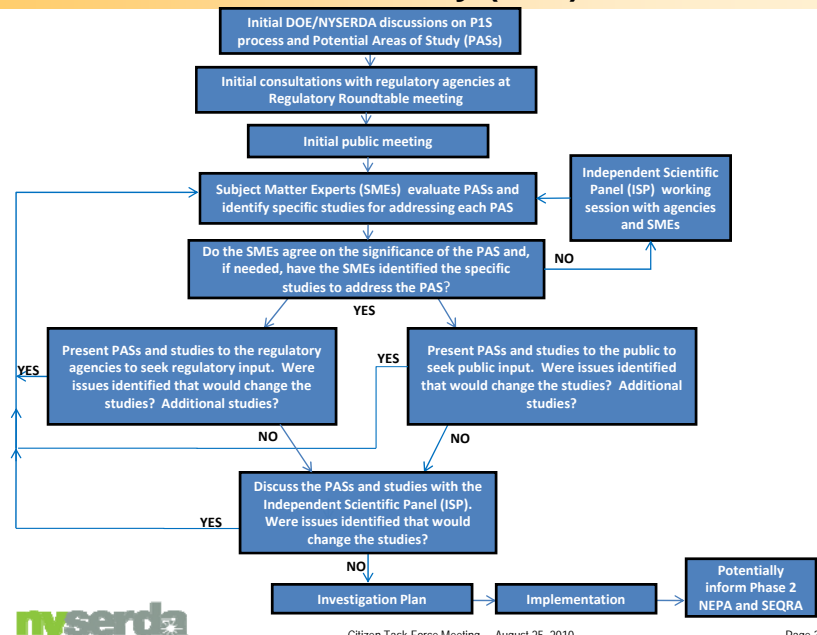 Initial DOE/NYSERDA discussions on P1S
process and Potential Areas of Study (PASs)
Initial consultations with regulatory agencies at
Regulatory Roundtable meeting
Initial public meeting
Subject Matter Experts (SMEs) evaluate PASs and
identify specific studies for addressing each PAS
Independent Scientific
Panel (ISP) working
session with agencies
and SMEs
Do the SMEs agree on the significance of the PAS and,
if needed, have the SMEs identified the specific
studies to address the PAS?
NO
YES
YES
Present PASs and studies to the regulatory
agencies to seek regulatory input. Were
issues identified that would change the
studies? Additional studies?
YES
Present PASs and studies to the public to
seek public input. Were issues identified
that would change the studies? Additional
studies?
NO
NO
Discuss the PASs and studies with the
Independent Scientific Panel (ISP).
Were issues identified that would
change the studies?
YES
NO
Investigation Plan
Implementation
Potentially
inform Phase 2
NEPA and SEQRA
nyserda
Citizen Task Force Meeting August 25, 2010
Page